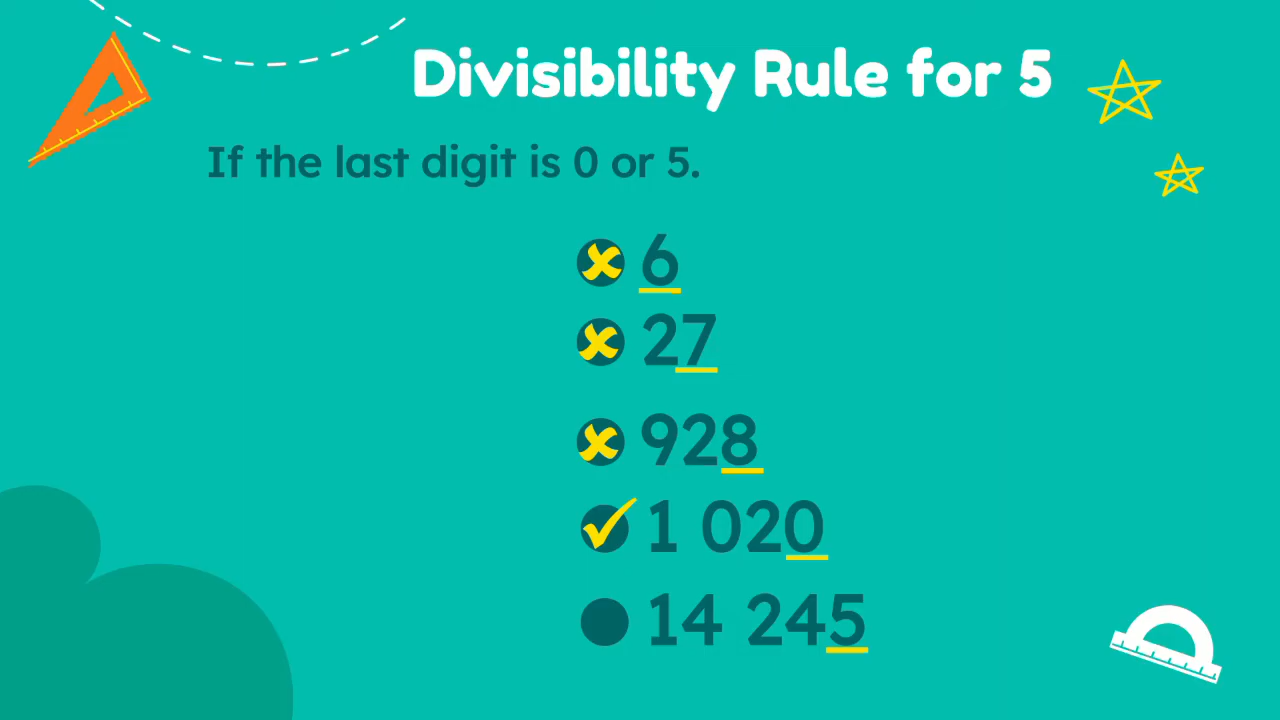 Divisibility Rule for 5
If the last digit is 0 or 5.
6
27
928
1 020
14 245